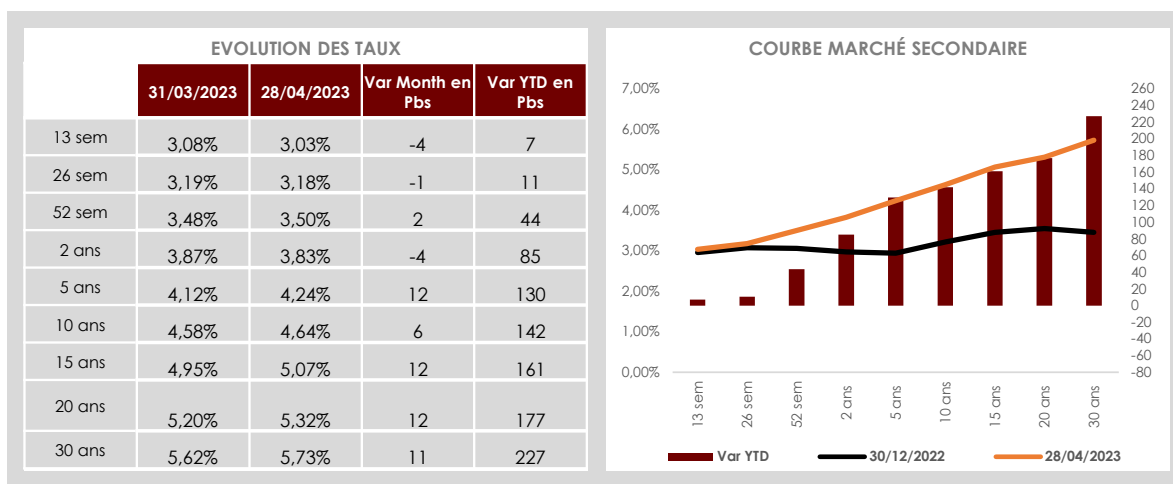 EVOLUTION DES TAUX
31/03/2023 28/04/2023 Var Month en Pbs Var YTD en Pbs
13 sem 3,08% 3,03% -4 7
26 sem 3,19% 3,18% -1 11
52 sem 3,48% 3,50% 2 44
2 ans 3,87% 3,83% -4 85
5 ans 4,12% 4,24% 12 130
10 ans 4,58% 4,64% 6 142
15 ans 4,95% 5,07% 12 161
20 ans 5,20% 5,32% 12 177
30 ans 5,62% 5,73% 11 227
COURBE MARCHÉ SECONDAIRE
7,00%
6,00%
5,00%
4,00%
3,00%
2,00%
1,00%
0,00%
260
240
220
200
180
160
140
120
100
80
60
40
20
0
-20
-40
-60
-80
13 sem
26 sem
52 sem
2 ans
5 ans
10 ans
15 ans
20 ans
30 ans
Var YTD 30/12/2022 28/04/2023